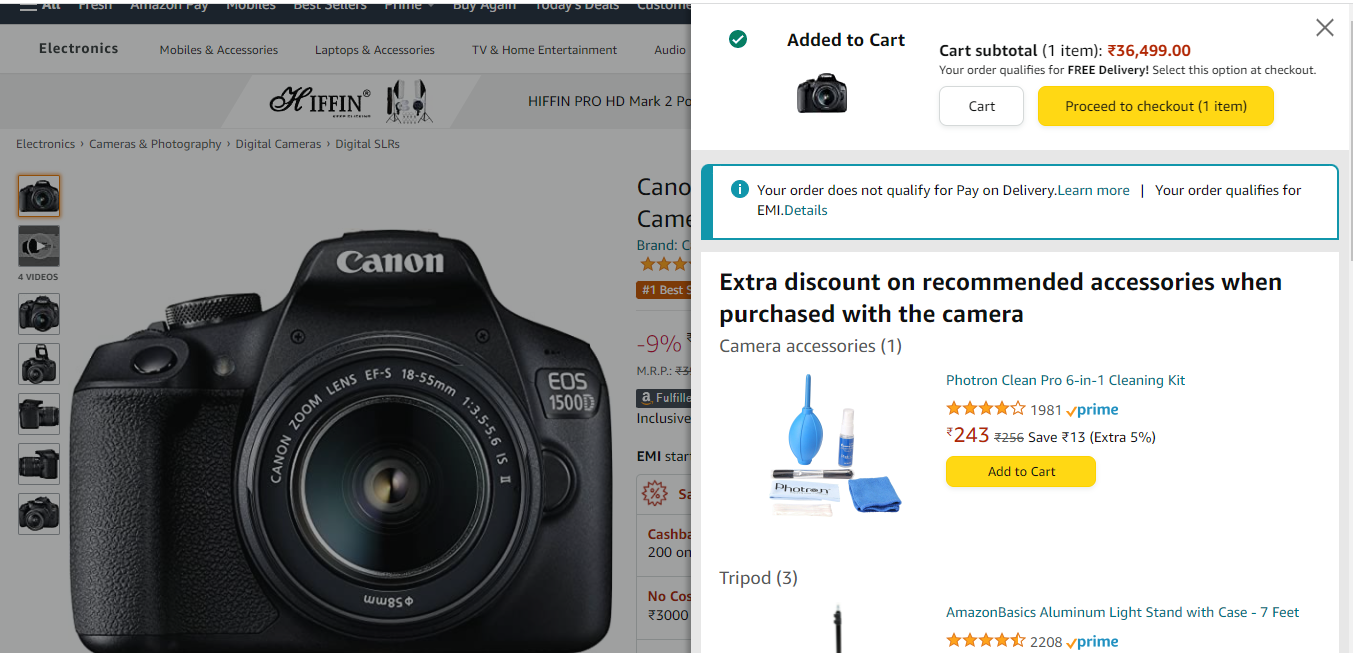 All Fresh Amazon Pay Mobiles Best Sellers Prime Buy Again Today's Deals Custome
Electronics Mobiles & Accessories Laptops & Accessories TV & Home Entertainment Audio
HIFFIN®
HIFFIN PRO HD Mark 2 Po
Electronics › Cameras & Photography › Digital Cameras › Digital SLRs
4 VIDEOS
Canon
EOS
1500D
CANON ZOOM LENS EF-S 18-55mm 1:3.5-5.6 IS II
ø58mm
Cano
Came
Brand: C
#1 Best S
-9% ₹
M.R.P.: ₹3
a Fulfille
Inclusive
EMI star
Sa
Cashba
200 on
No Cos
₹3000
Added to Cart
Cart subtotal (1 item): ₹36,499.00
Your order qualifies for FREE Delivery! Select this option at checkout.
Cart
Proceed to checkout (1 item)
Your order does not qualify for Pay on Delivery.Learn more | Your order qualifies for
EMI.Details
Extra discount on recommended accessories when
purchased with the camera
Camera accessories (1)
Photron
Photron Clean Pro 6-in-1 Cleaning Kit
1981 prime
₹243 ₹256 Save ₹13 (Extra 5%)
Add to Cart
Tripod (3)
AmazonBasics Aluminum Light Stand with Case - 7 Feet
2208 prime